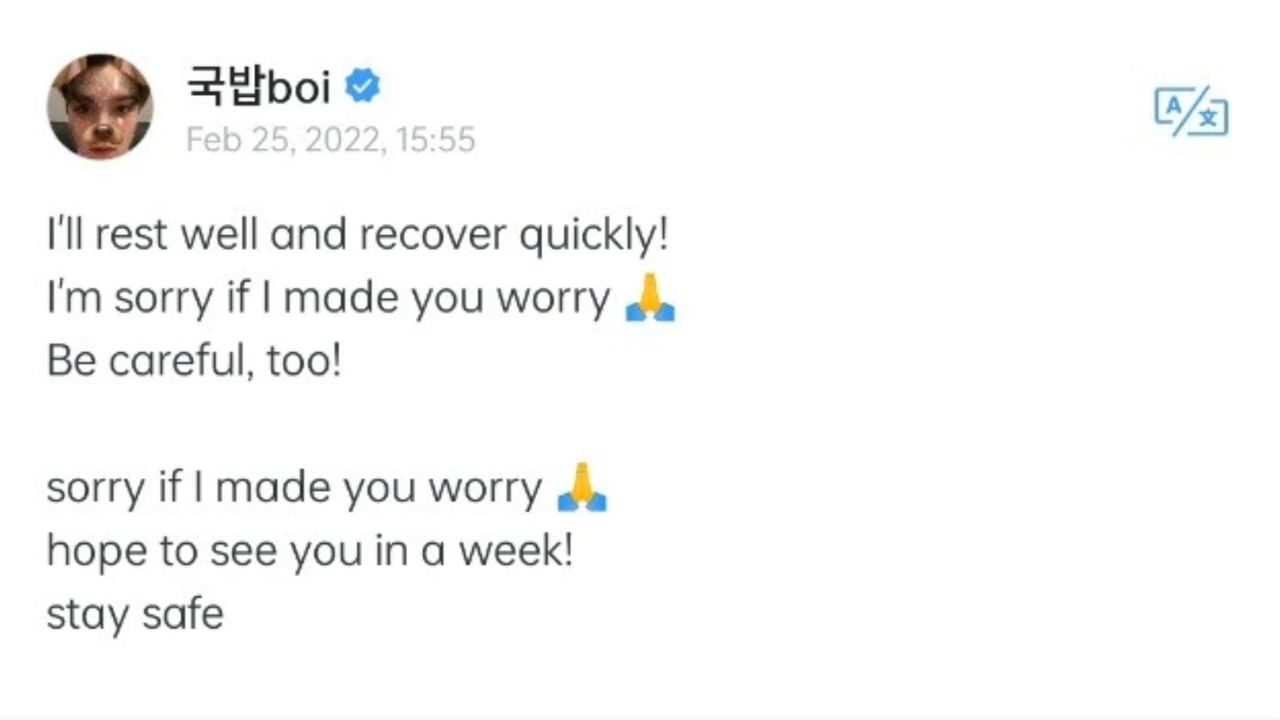 국밥boi
Feb 25, 2022, 15:55
A/文
I'll rest well and recover quickly!
I'm sorry if I made you worry 🙏
Be careful, too!
sorry if I made you worry 🙏
hope to see you in a week!
stay safe